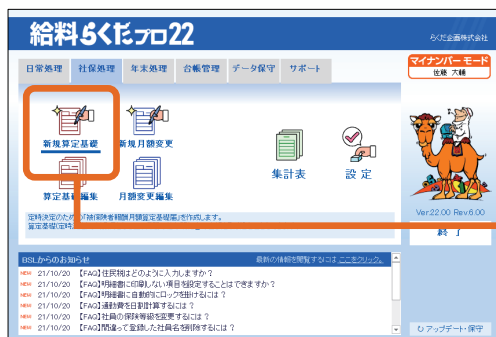 給料らくだプロ22
らくだ企画株式会社
日常処理 社保処理 年末処理 台帳管理 データ保守 サポート
マイナンバー モード
佐藤 大輔
新規算定基礎 新規月額変更
集計表 設定
算定基 編集 月額変更編集
定時決定のため の「被保険者報酬月額算定基礎届」を作成します。
算定基礎(定時
Ver.22.00 Rev.6.00
終了
BSLからのお知らせ 最新の情報を閲覧するには ここをクリック。
NEW 21/10/20 【FAQ】住民税はどのように入力しますか？
NEW 21/10/20 【FAQ】明細書に印刷しない項目を設定することはできますか？
NEW 21/10/20 【FAQ】明細書に自動的にロックを掛けるには？
NEW 21/10/20 【FAQ】通勤費を日割計算するには？
NEW 21/10/20 【FAQ】社員の保険等級を変更するには？
NEW 21/10/20 【FAQ】間違って登録した社員名を削除するには？
アップデート・保守